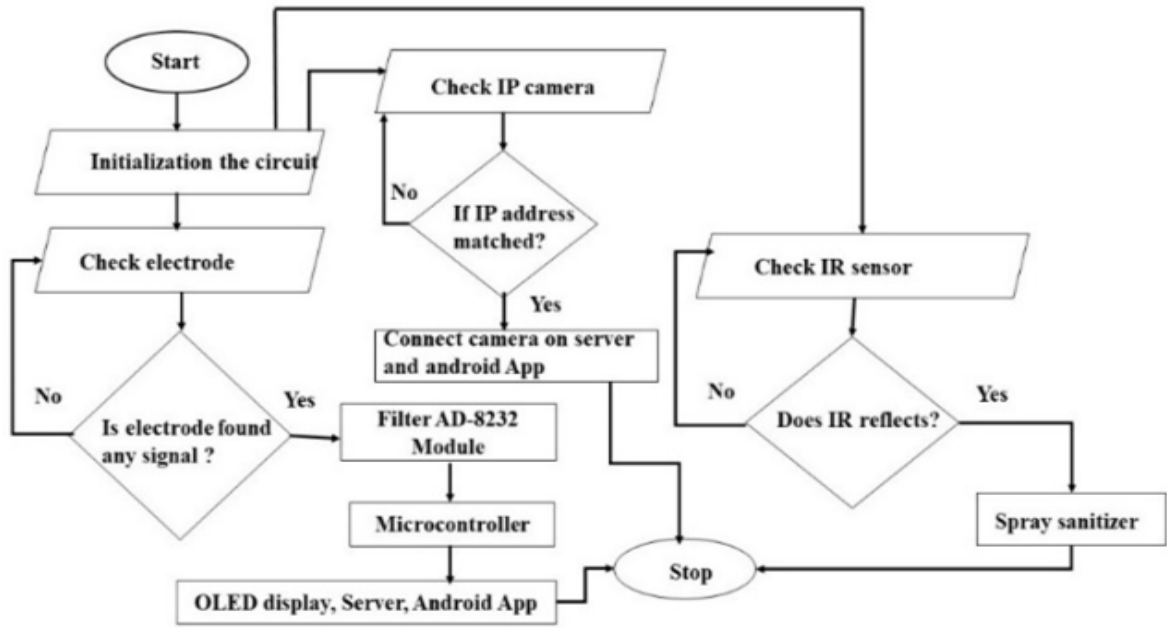 Start
Initialization the circuit
Check electrode
No
Is electrode found
any signal ?
Yes
Filter AD-8232
Module
Microcontroller
OLED display, Server, Android App
Check IP camera
No
If IP address
matched?
Yes
Connect camera on server
and android App
Check IR sensor
No
Does IR reflects?
Yes
Spray sanitizer
Stop